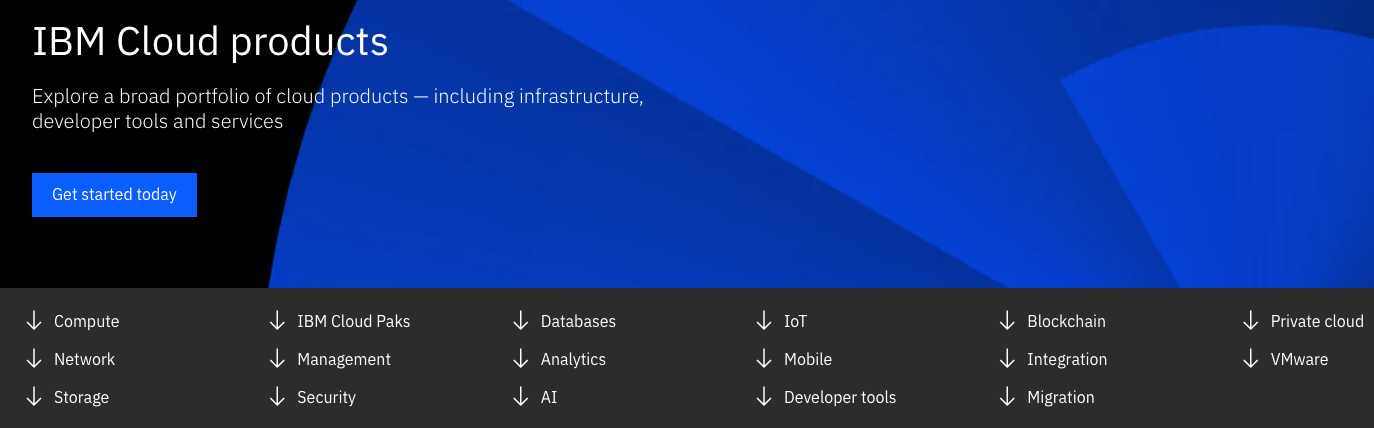 IBM Cloud products
Explore a broad portfolio of cloud products — including infrastructure,
developer tools and services
Get started today
Compute
Network
Storage
IBM Cloud Paks
Management
Security
Databases
Analytics
AI
IoT
Mobile
Developer tools
Blockchain
Integration
Migration
Private cloud
VMware